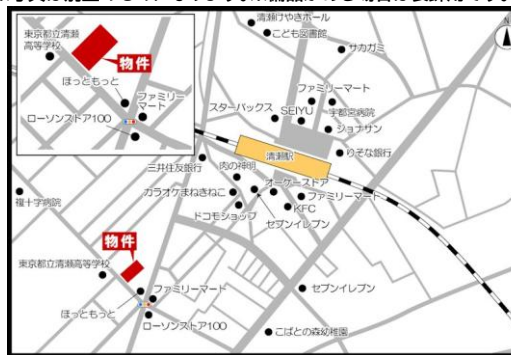 東京都立清瀬
高等学校
物件
ほっともっと
ファミリー
マート
ローソンストア100
清瀬けやきホール
こども図書館
サカガミ
N
ファミリーマート
スターバックス
SEIYU
宇都宮病院
ジョナサン
清瀬駅
りそな銀行
三井住友銀行
肉の神明
カラオケまねきねこ
オーケーストア
ファミリーマート
複十字病院
KFC
ドコモショップ
セブンイレブン
物件
東京都立清瀬高等学校
ファミリーマート
セブンイレブン
ほっともっと
ローソンストア100
こばとの森幼稚園